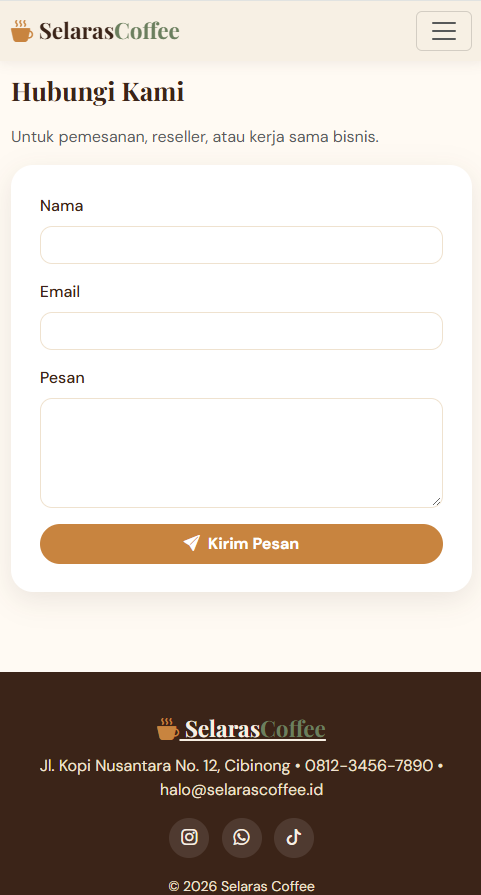 SelarasCoffee
Hubungi Kami
Untuk pemesanan, reseller, atau kerja sama bisnis.
Nama
Email
Pesan
Kirim Pesan
SelarasCoffee
Jl. Kopi Nusantara No. 12, Cibinong • 0812-3456-7890 •
halo@selarascoffee.id
© 2026 Selaras Coffee